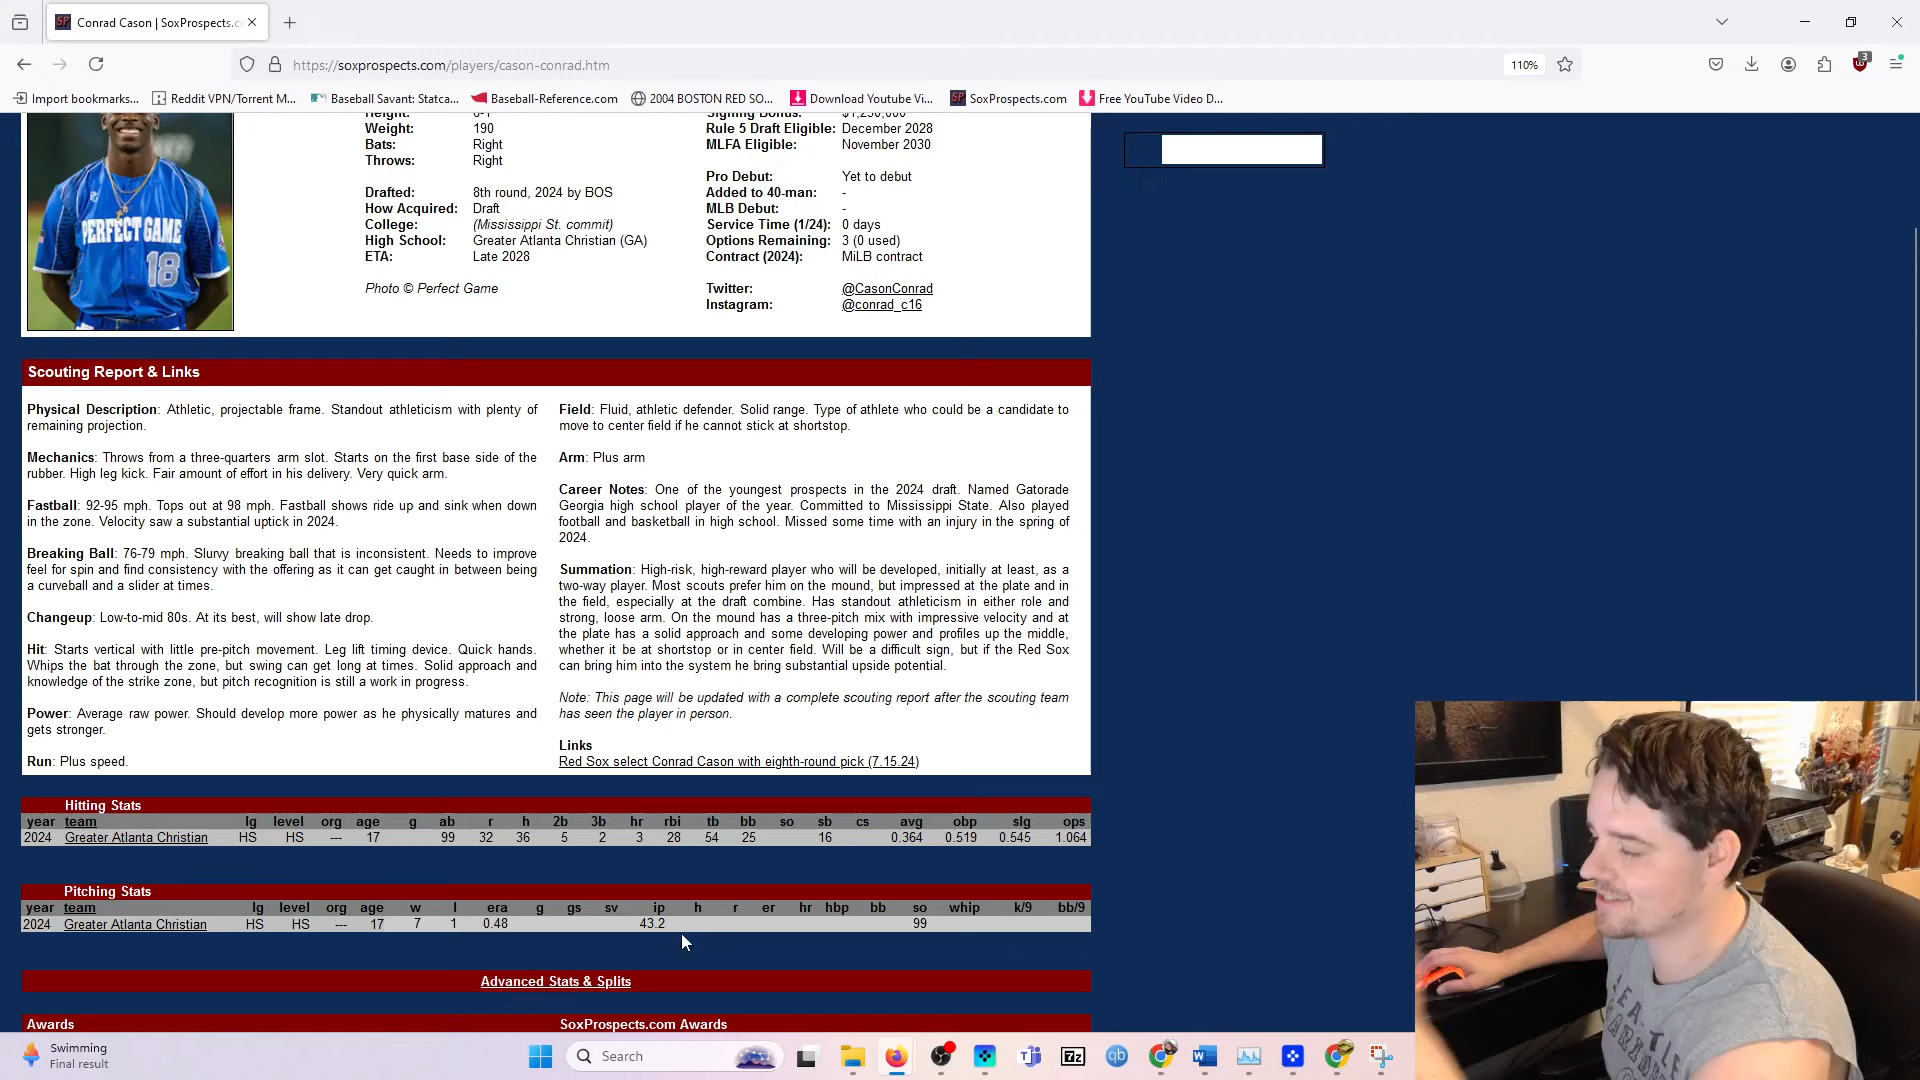 Conrad Cason | SoxProspects.c
https://soxprospects.com/players/cason-conrad.htm
110%
3
Import bookmarks...
Reddit VPN/Torrent M...
Baseball Savant: Statca...
Baseball-Reference.com
2004 BOSTON RED SO...
Download Youtube Vi...
SoxProspects.com
Free YouTube Video D...
PERFECT GAME
18
Height: 6-1
Weight: 190
Bats: Right
Throws: Right
Drafted: 8th round, 2024 by BOS
How Acquired: Draft
College: (Mississippi St. commit)
High School: Greater Atlanta Christian (GA)
ETA: Late 2028
Photo © Perfect Game
Signing Bonus: $1,250,000
Rule 5 Draft Eligible: December 2028
MLFA Eligible: November 2030
Pro Debut: Yet to debut
Added to 40-man: -
MLB Debut: -
Service Time (1/24): 0 days
Options Remaining: 3 (0 used)
Contract (2024): MiLB contract
Twitter: @CasonConrad
Instagram: @conrad_c16
Scouting Report & Links
Physical Description: Athletic, projectable frame. Standout athleticism with plenty of
remaining projection.
Mechanics: Throws from a three-quarters arm slot. Starts on the first base side of the
rubber. High leg kick. Fair amount of effort in his delivery. Very quick arm.
Fastball: 92-95 mph. Tops out at 98 mph. Fastball shows ride up and sink when down
in the zone. Velocity saw a substantial uptick in 2024.
Breaking Ball: 76-79 mph. Slurvy breaking ball that is inconsistent. Needs to improve
feel for spin and find consistency with the offering as it can get caught in between being
a curveball and a slider at times.
Changeup: Low-to-mid 80s. At its best, will show late drop.
Hit: Starts vertical with little pre-pitch movement. Leg lift timing device. Quick hands.
Whips the bat through the zone, but swing can get long at times. Solid approach and
knowledge of the strike zone, but pitch recognition is still a work in progress.
Power: Average raw power. Should develop more power as he physically matures and
gets stronger.
Run: Plus speed.
Field: Fluid, athletic defender. Solid range. Type of athlete who could be a candidate to
move to center field if he cannot stick at shortstop.
Arm: Plus arm
Career Notes: One of the youngest prospects in the 2024 draft. Named Gatorade
Georgia high school player of the year. Committed to Mississippi State. Also played
football and basketball in high school. Missed some time with an injury in the spring of
2024.
Summation: High-risk, high-reward player who will be developed, initially at least, as a
two-way player. Most scouts prefer him on the mound, but impressed at the plate and in
the field, especially at the draft combine. Has standout athleticism in either role and
strong, loose arm. On the mound has a three-pitch mix with impressive velocity and at
the plate has a solid approach and some developing power and profiles up the middle,
whether it be at shortstop or in center field. Will be a difficult sign, but if the Red Sox
can bring him into the system he bring substantial upside potential.
Note: This page will be updated with a complete scouting report after the scouting team
has seen the player in person.
Links
Red Sox select Conrad Cason with eighth-round pick (7.15.24)
Hitting Stats
year team lg level org age g ab r h 2b 3b hr rbi tb bb so sb cs avg obp slg ops
2024 Greater Atlanta Christian HS HS --- 17 99 32 36 5 2 3 28 54 25 16 0.364 0.519 0.545 1.064
Pitching Stats
year team lg level org age w l era g gs sv ip h r er hr hbp bb so whip k/9 bb/9
2024 Greater Atlanta Christian HS HS --- 17 7 1 0.48 43.2 99
Advanced Stats & Splits
Awards
SoxProspects.com Awards
Swimming
Final result
Search
7z
qb